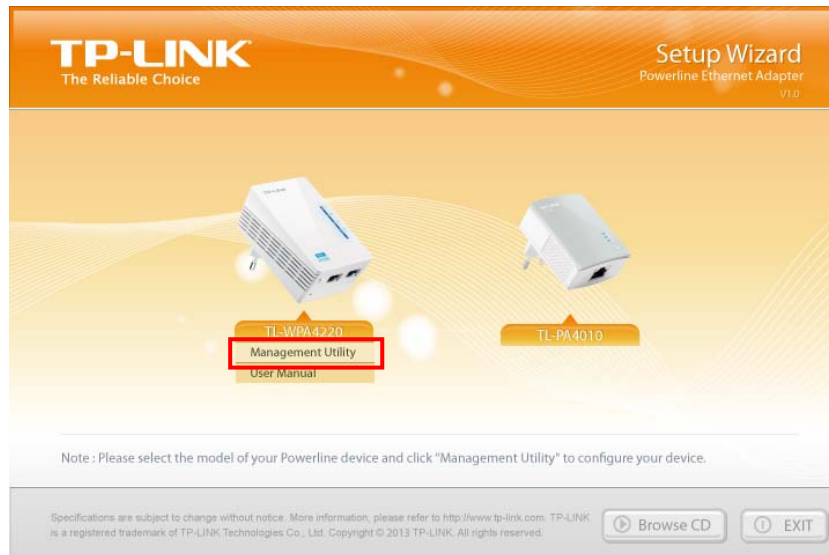 TP-LINK
The Reliable Choice
Setup Wizard
Powerline Ethernet Adapter
V1.0
TL-WPA4220
Management Utility
User Manual
TL-PA4010
Note : Please select the model of your Powerline device and click "Management Utility" to configure your device.
Specifications are subject to change without notice. More information, please refer to http://www.tp-link.com. TP-LINK
is a registered trademark of TP-LINK Technologies Co., Ltd. Copyright © 2013 TP-LINK. All rights reserved.
Browse CD
EXIT